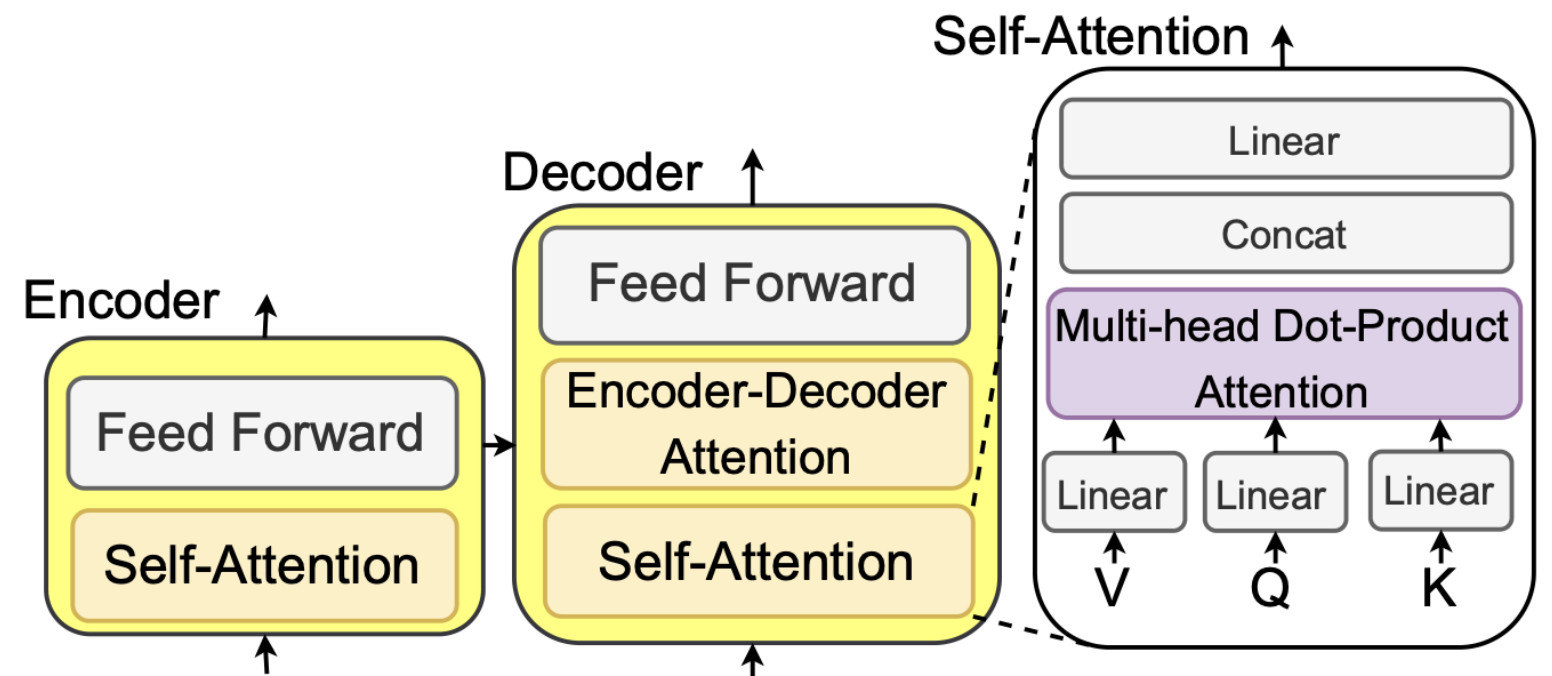 Encoder
Feed Forward
Self-Attention
Decoder
Feed Forward
Encoder-Decoder
Attention
Self-Attention
Self-Attention
Linear
Concat
Multi-head Dot-Product
Attention
Linear Linear Linear
V Q K